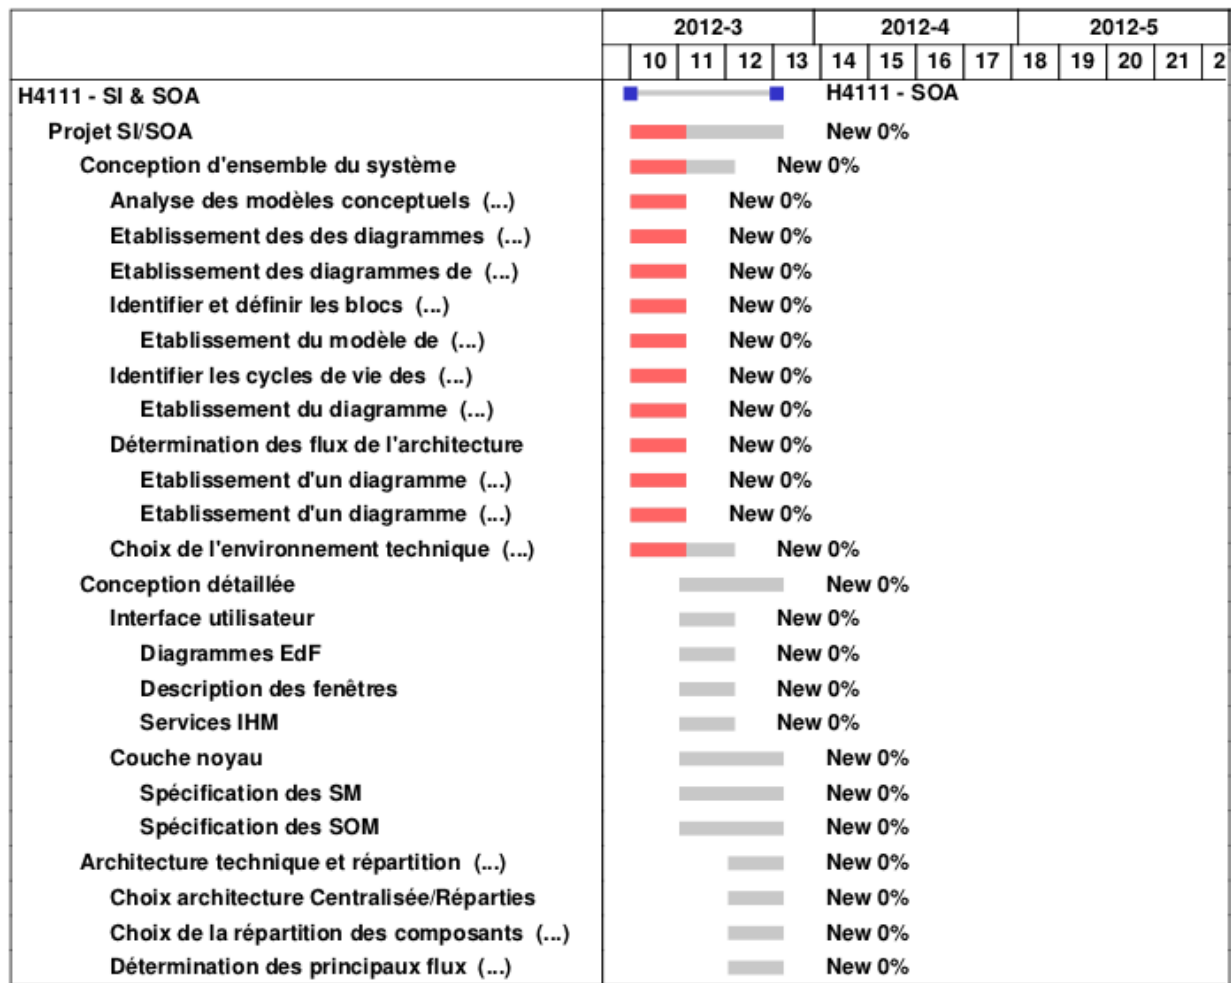 2012-3 2012-4 2012-5
10 11 12 13 14 15 16 17 18 19 20 21 2
H4111 - SI & SOA H4111 - SOA
Projet SI/SOA New 0%
Conception d'ensemble du système New 0%
Analyse des modèles conceptuels (...) New 0%
Etablissement des des diagrammes (...) New 0%
Etablissement des diagrammes de (...) New 0%
Identifier et définir les blocs (...) New 0%
Etablissement du modèle de (...) New 0%
Identifier les cycles de vie des (...) New 0%
Etablissement du diagramme (...) New 0%
Détermination des flux de l'architecture New 0%
Etablissement d'un diagramme (...) New 0%
Etablissement d'un diagramme (...) New 0%
Choix de l'environnement technique (...) New 0%
Conception détaillée New 0%
Interface utilisateur New 0%
Diagrammes EdF New 0%
Description des fenêtres New 0%
Services IHM New 0%
Couche noyau New 0%
Spécification des SM New 0%
Spécification des SOM New 0%
Architecture technique et répartition (...) New 0%
Choix architecture Centralisée/Réparties New 0%
Choix de la répartition des composants (...) New 0%
Détermination des principaux flux (...) New 0%